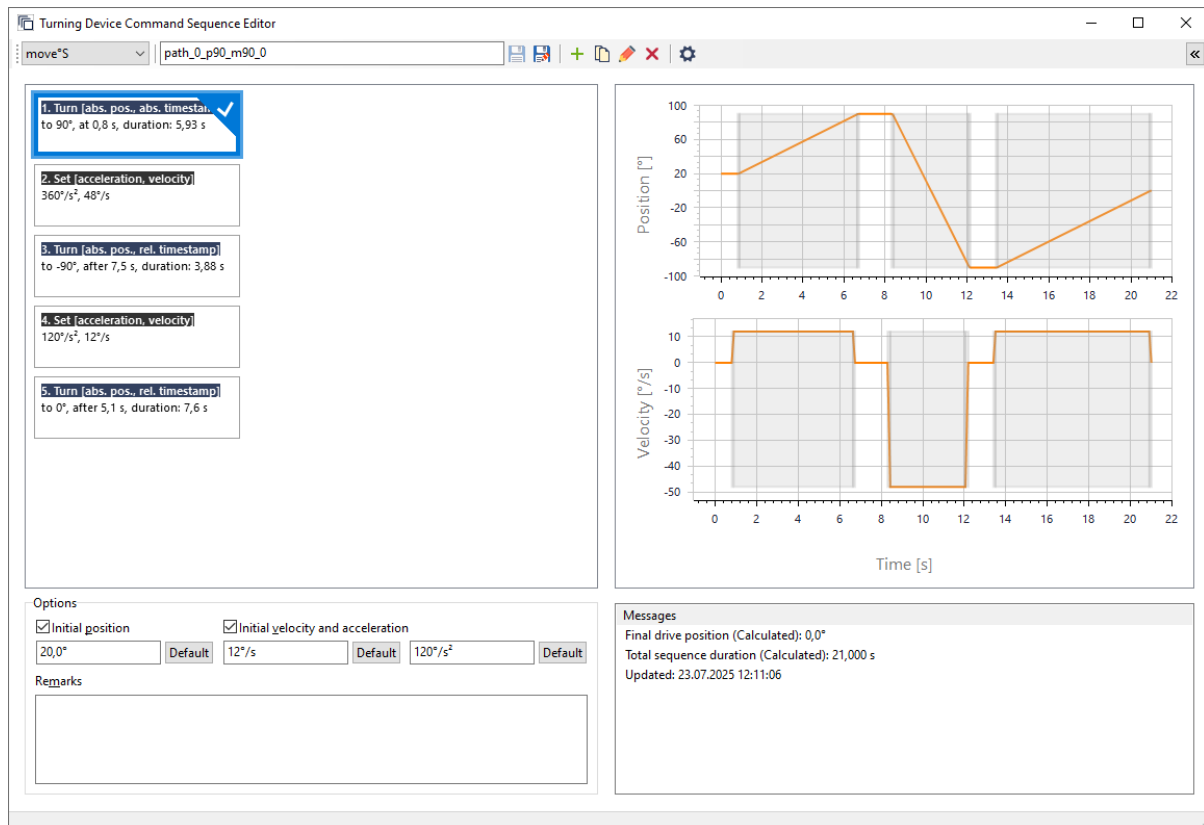 Turning Device Command Sequence Editor
move°S
path_0_p90_m90_0
1. Turn [abs. pos., abs. timestam
to 90°, at 0,8 s, duration: 5,93 s
2. Set [acceleration, velocity]
360°/s², 48°/s
3. Turn [abs. pos., rel. timestamp]
to -90°, after 7,5 s, duration: 3,88 s
4. Set [acceleration, velocity]
120°/s², 12°/s
5. Turn [abs. pos., rel. timestamp]
to 0°, after 5,1 s, duration: 7,6 s
Position [°]
100
60
20
-20
-60
-100
0 2 4 6 8 10 12 14 16 18 20 22
Velocity [°/s]
10
0
-10
-20
-30
-40
-50
0 2 4 6 8 10 12 14 16 18 20 22
Time [s]
Options
Initial position
Initial velocity and acceleration
20,0° Default 12°/s Default 120°/s² Default
Remarks
Messages
Final drive position (Calculated): 0,0°
Total sequence duration (Calculated): 21,000 s
Updated: 23.07.2025 12:11:06